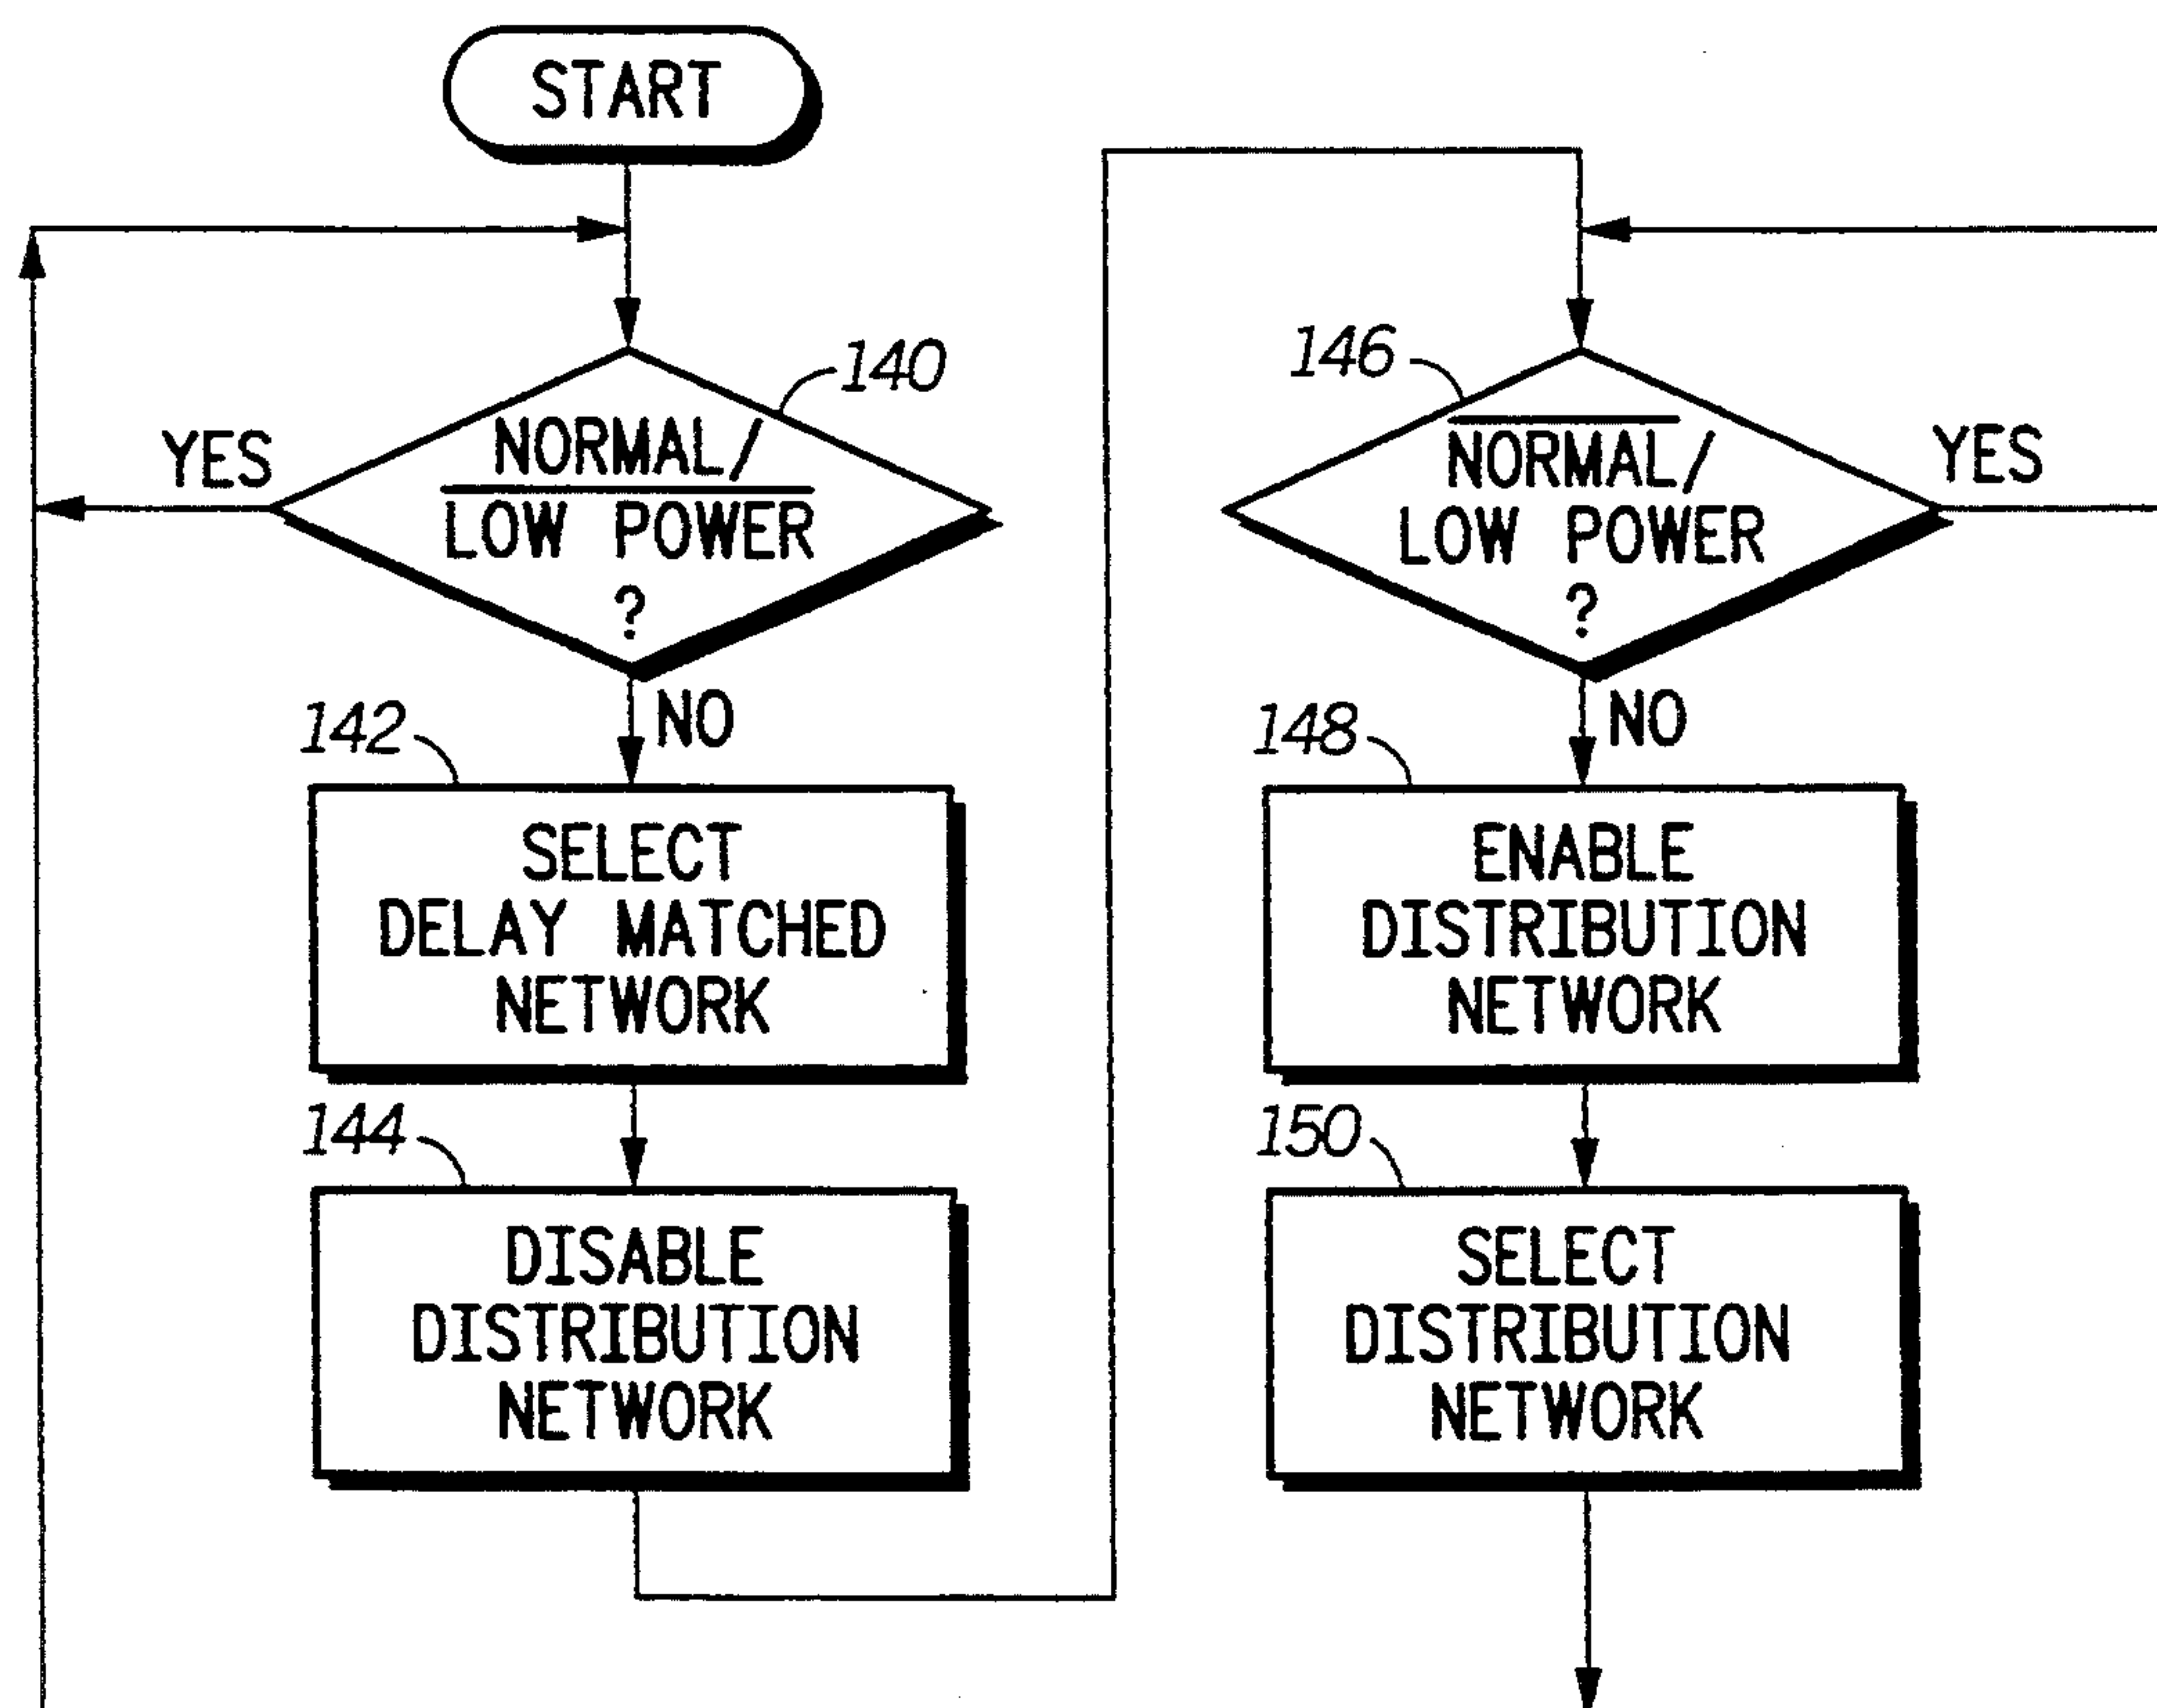 START
140
NORMAL/
LOW POWER
?
YES
NO
142
SELECT
DELAY MATCHED
NETWORK
144
DISABLE
DISTRIBUTION
NETWORK
146
NORMAL/
LOW POWER
?
YES
NO
148
ENABLE
DISTRIBUTION
NETWORK
150
SELECT
DISTRIBUTION
NETWORK